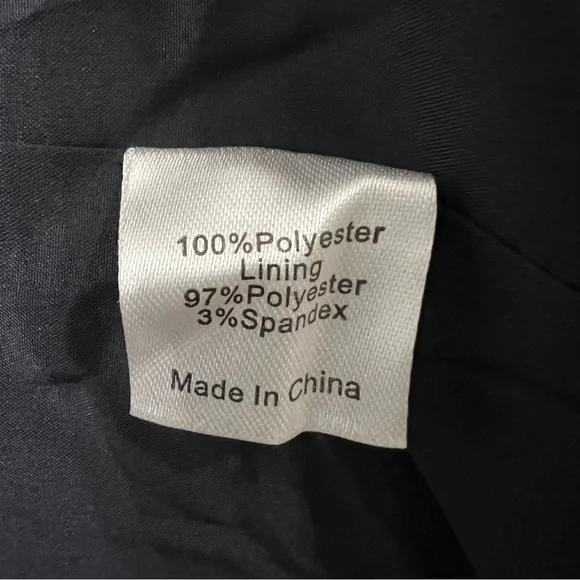 100%Polyester
Lining
97%Polyester
3%Spandex
Made In China